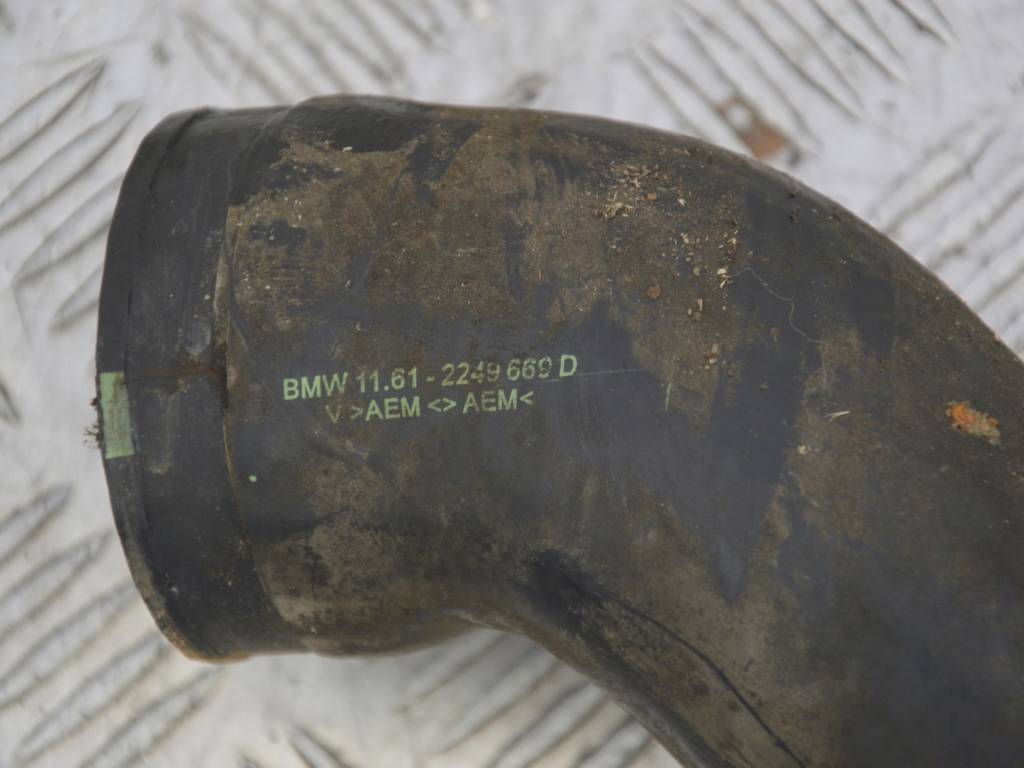 BMW 11.61 - 2249 669 D
V >AEM <> AEM<